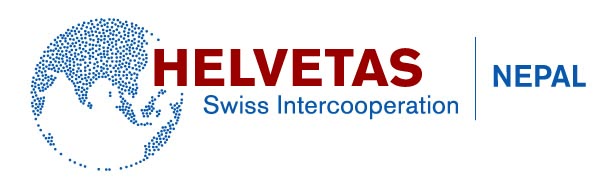 HELVETAS
Swiss Intercooperation
NEPAL